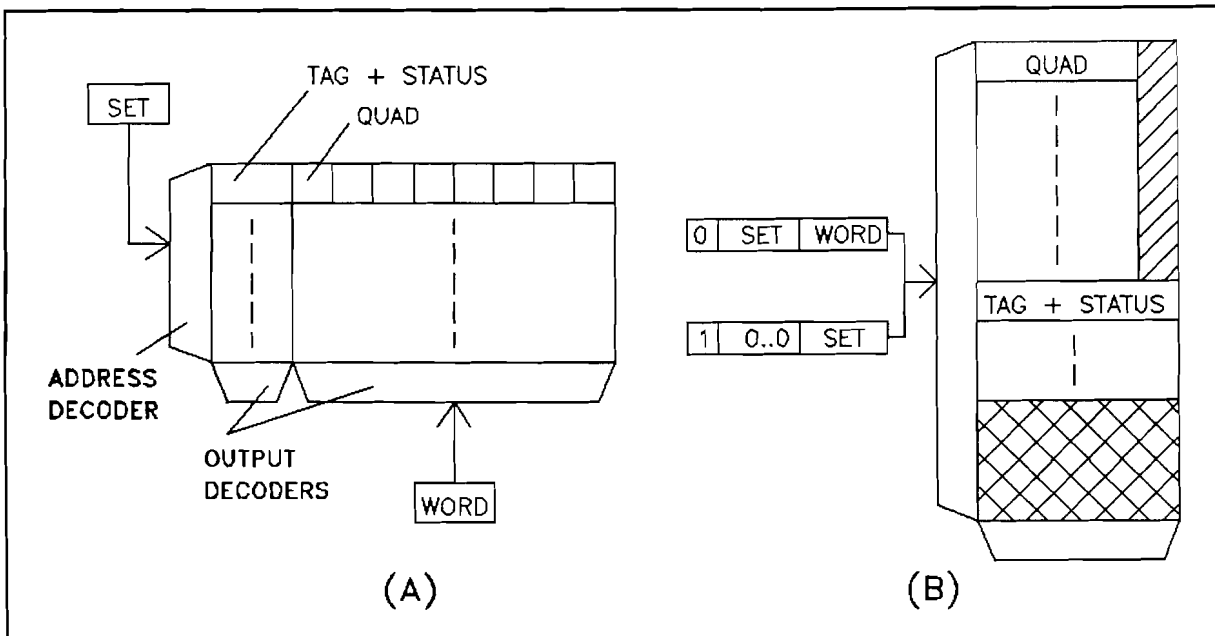 TAG + STATUS
SET
QUAD
ADDRESS
DECODER
OUTPUT
DECODERS
WORD
(A)
QUAD
0 SET WORD
TAG + STATUS
1 0..0 SET
(B)